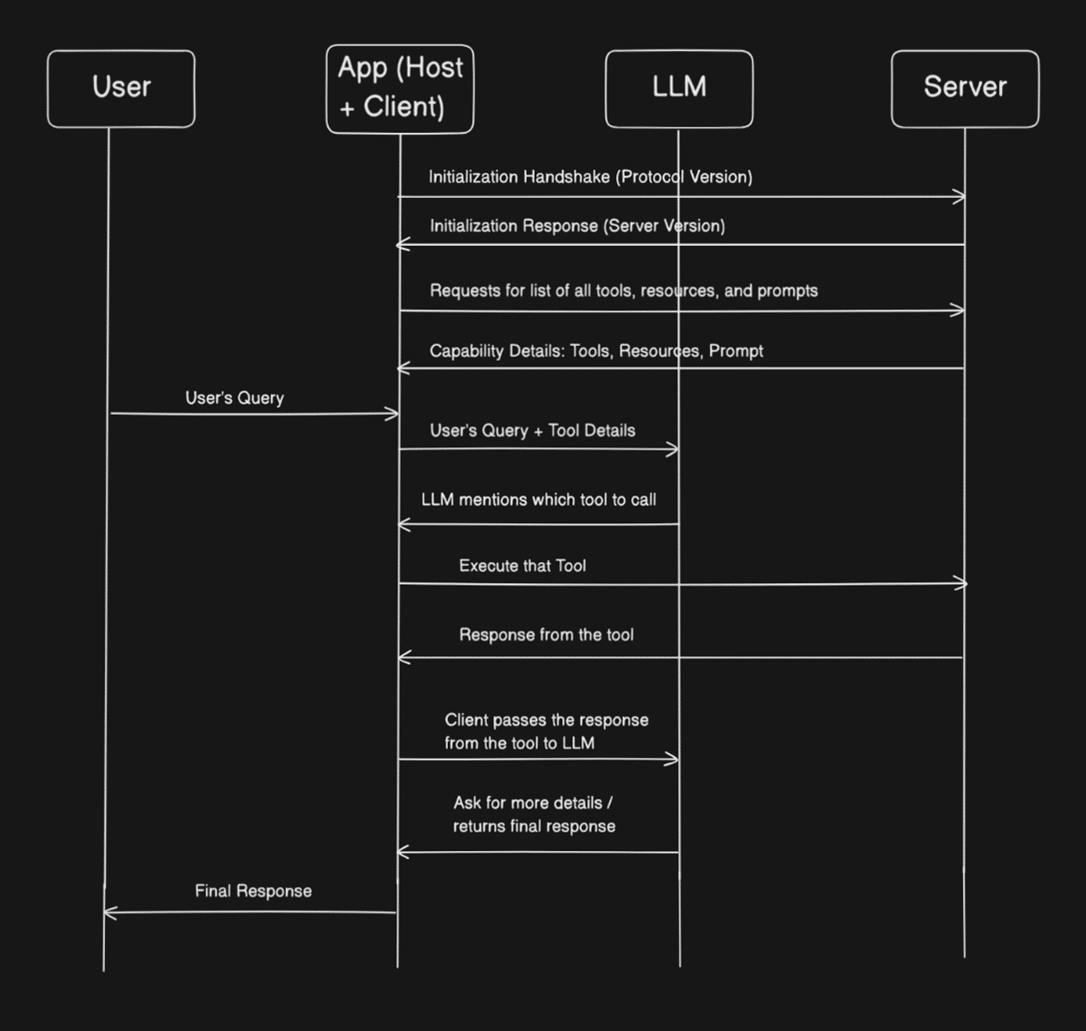 User
App (Host
+ Client)
LLM
Server
Initialization Handshake (Protocol Version)
Initialization Response (Server Version)
Requests for list of all tools, resources, and prompts
Capability Details: Tools, Resources, Prompt
User's Query
User's Query + Tool Details
LLM mentions which tool to call
Execute that Tool
Response from the tool
Client passes the response
from the tool to LLM
Ask for more details /
returns final response
Final Response